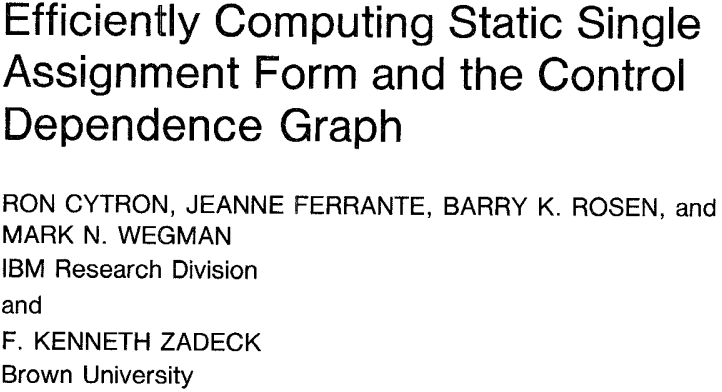 Efficiently Computing Static Single
Assignment Form and the Control
Dependence Graph
RON CYTRON, JEANNE FERRANTE, BARRY K. ROSEN, and
MARK N. WEGMAN
IBM Research Division
and
F. KENNETH ZADECK
Brown University